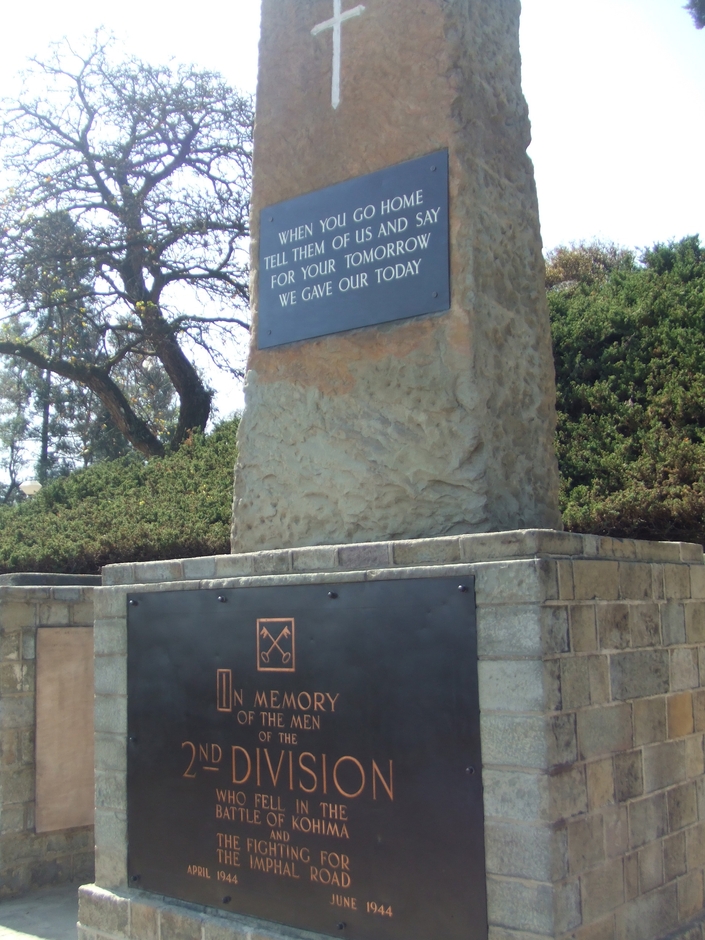 WHEN YOU GO HOME
TELL THEM OF US AND SAY
FOR YOUR TOMORROW
WE GAVE OUR TODAY
IN MEMORY
OF THE MEN
OF THE
2ND DIVISION
WHO FELL IN THE
BATTLE OF KOHIMA
AND
THE FIGHTING FOR
THE IMPHAL ROAD
APRIL 1944
JUNE 1944